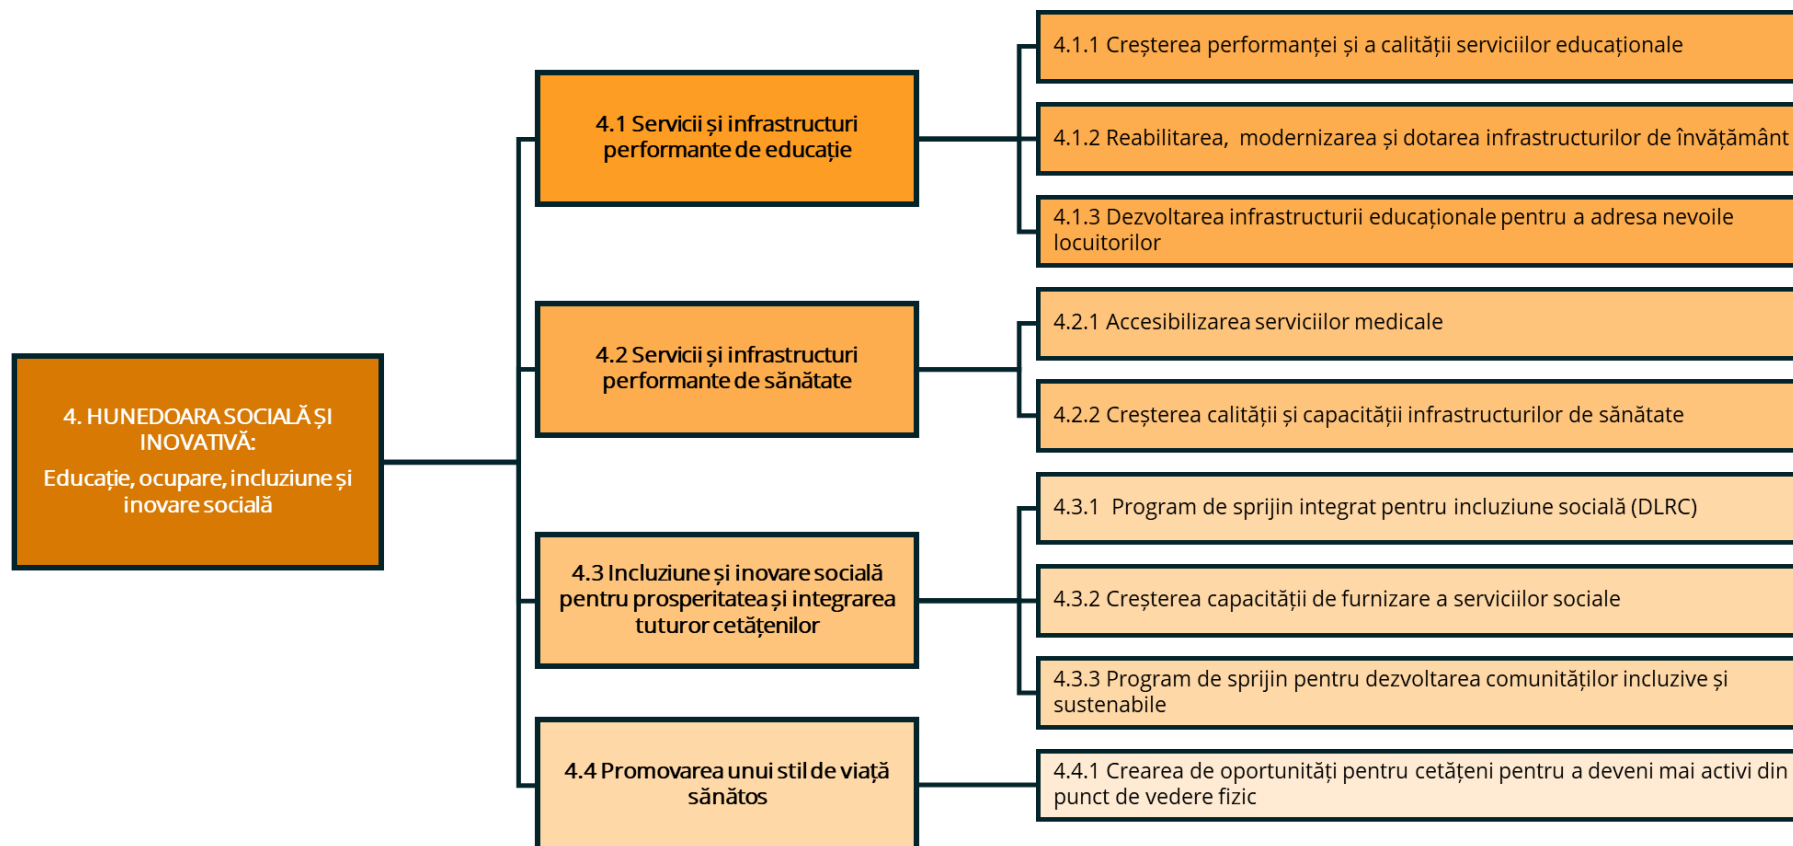 4. HUNEDOARA SOCIALĂ ȘI
INOVATIVĂ:
Educație, ocupare, incluziune și
inovare socială
4.1 Servicii și infrastructuri
performante de educație
4.1.1 Creșterea performanței și a calității serviciilor educaționale
4.1.2 Reabilitarea, modernizarea și dotarea infrastructurilor de învățământ
4.1.3 Dezvoltarea infrastructurii educaționale pentru a adresa nevoile
locuitorilor
4.2 Servicii și infrastructuri
performante de sănătate
4.2.1 Accesibilizarea serviciilor medicale
4.2.2 Creșterea calității și capacității infrastructurilor de sănătate
4.3 Incluziune și inovare socială
pentru prosperitatea și integrarea
tuturor cetățenilor
4.3.1 Program de sprijin integrat pentru incluziune socială (DLRC)
4.3.2 Creșterea capacității de furnizare a serviciilor sociale
4.3.3 Program de sprijin pentru dezvoltarea comunităților incluzive și
sustenabile
4.4 Promovarea unui stil de viață
sănătos
4.4.1 Crearea de oportunități pentru cetățeni pentru a deveni mai activi din
punct de vedere fizic